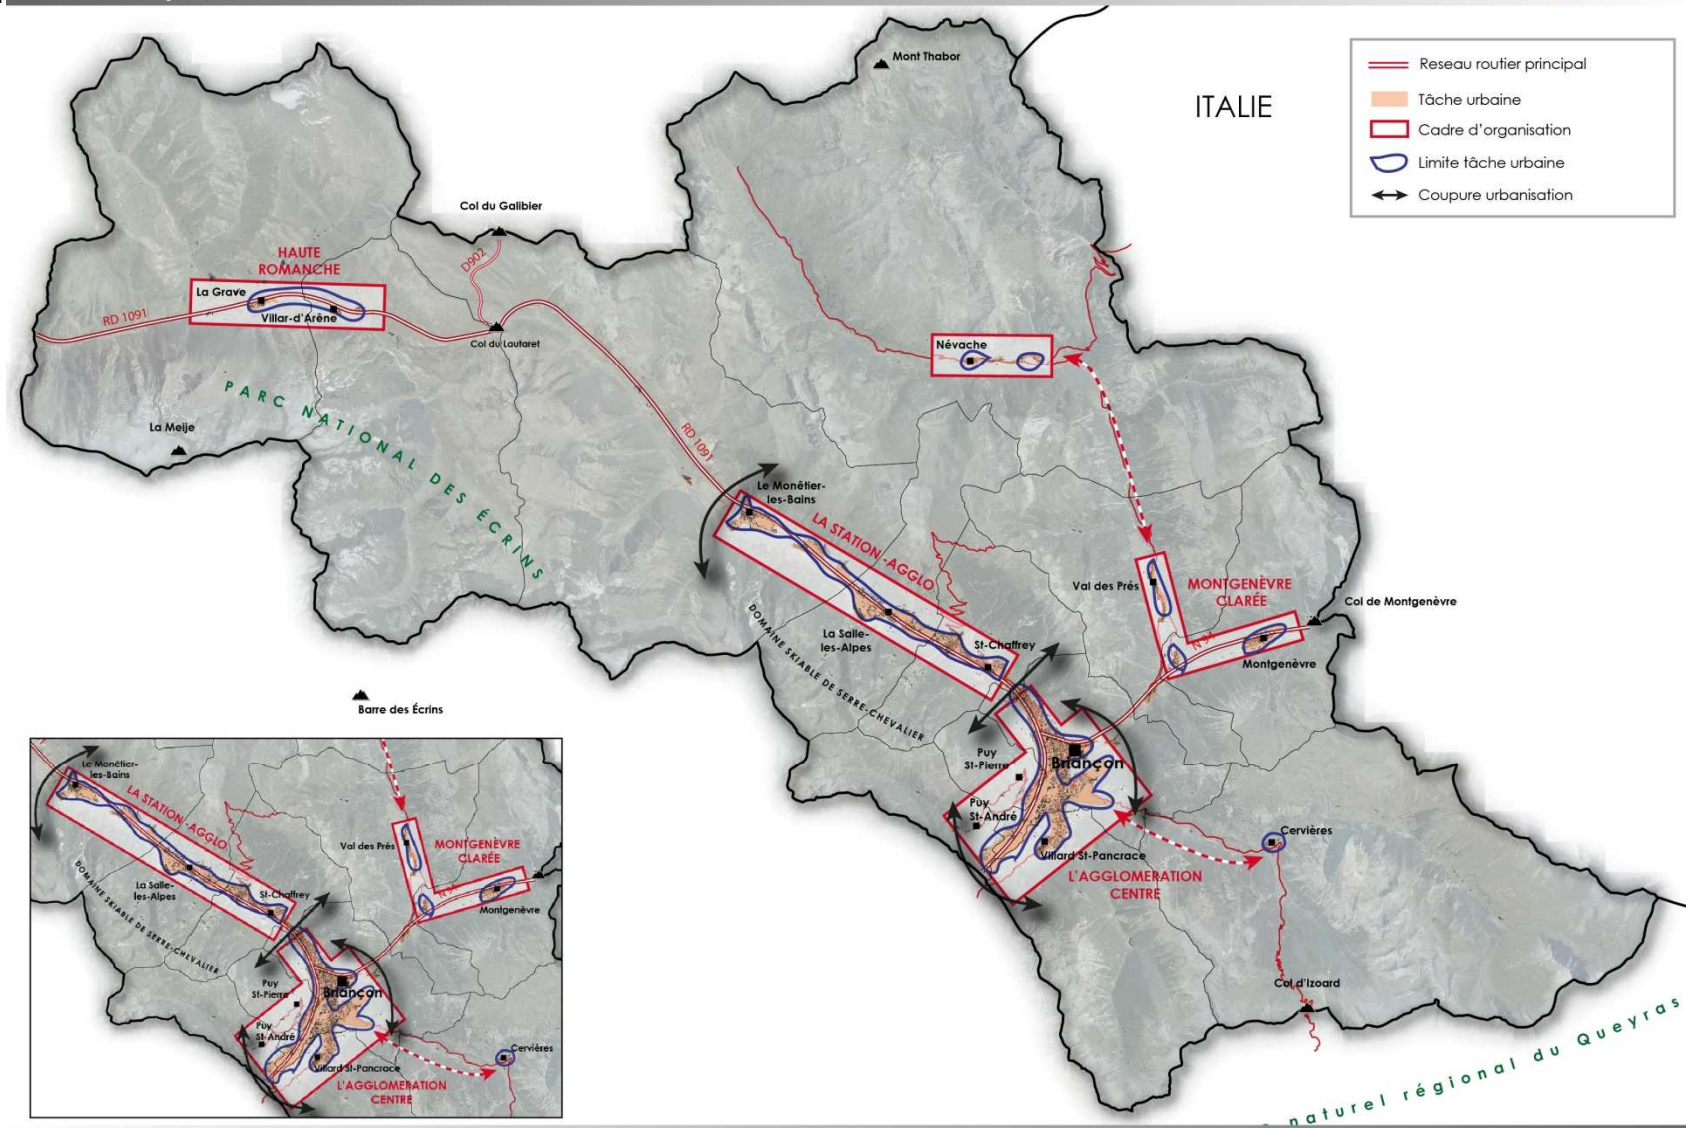 Mont Thabor
ITALIE
Reseau routier principal
Tâche urbaine
Cadre d'organisation
Limite tâche urbaine
Coupure urbanisation
Col du Galibier
D902
HAUTE
ROMANCHE
La Grave
Villar-d'Arêne
RD 1091
Col du Lautaret
Névache
La Meije
PARC NATIONAL DES ÉCRINS
RD 1091
Le Monêtier-
les-Bains
LA STATION-AGGLO
DOMAINE SKIABLE DE SERRE-CHEVALIER
La Salle-
les-Alpes
St-Chaffrey
Val des Prés
MONTGENÈVRE
CLARÉE
Col de Montgenèvre
Montgenèvre
Barre des Écrins
Puy
St-Pierre
Briançon
Puy
St-André
Villard St-Pancrace
Cervières
L'AGGLOMERATION
CENTRE
Col d'Izoard
naturel régional du Queyras
Le Monêtier-
les-Bains
LA STATION-AGGLO
DOMAINE SKIABLE DE SERRE-CHEVALIER
La Salle-
les-Alpes
St-Chaffrey
Val des Prés
MONTGENÈVRE
CLARÉE
Montgenèvre
Puy
St-Pierre
Briançon
Puy
St-André
Villard St-Pancrace
Cervières
L'AGGLOMERATION
CENTRE